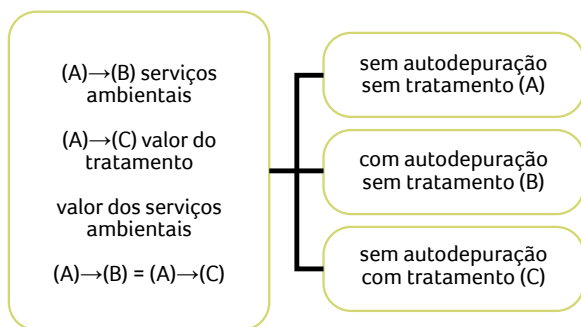 (A)→(B) serviços
ambientais
(A)→(C) valor do
tratamento
valor dos serviços
ambientais
(A)→(B) = (A)→(C)
sem autodepuração
sem tratamento (A)
com autodepuração
sem tratamento (B)
sem autodepuração
com tratamento (C)